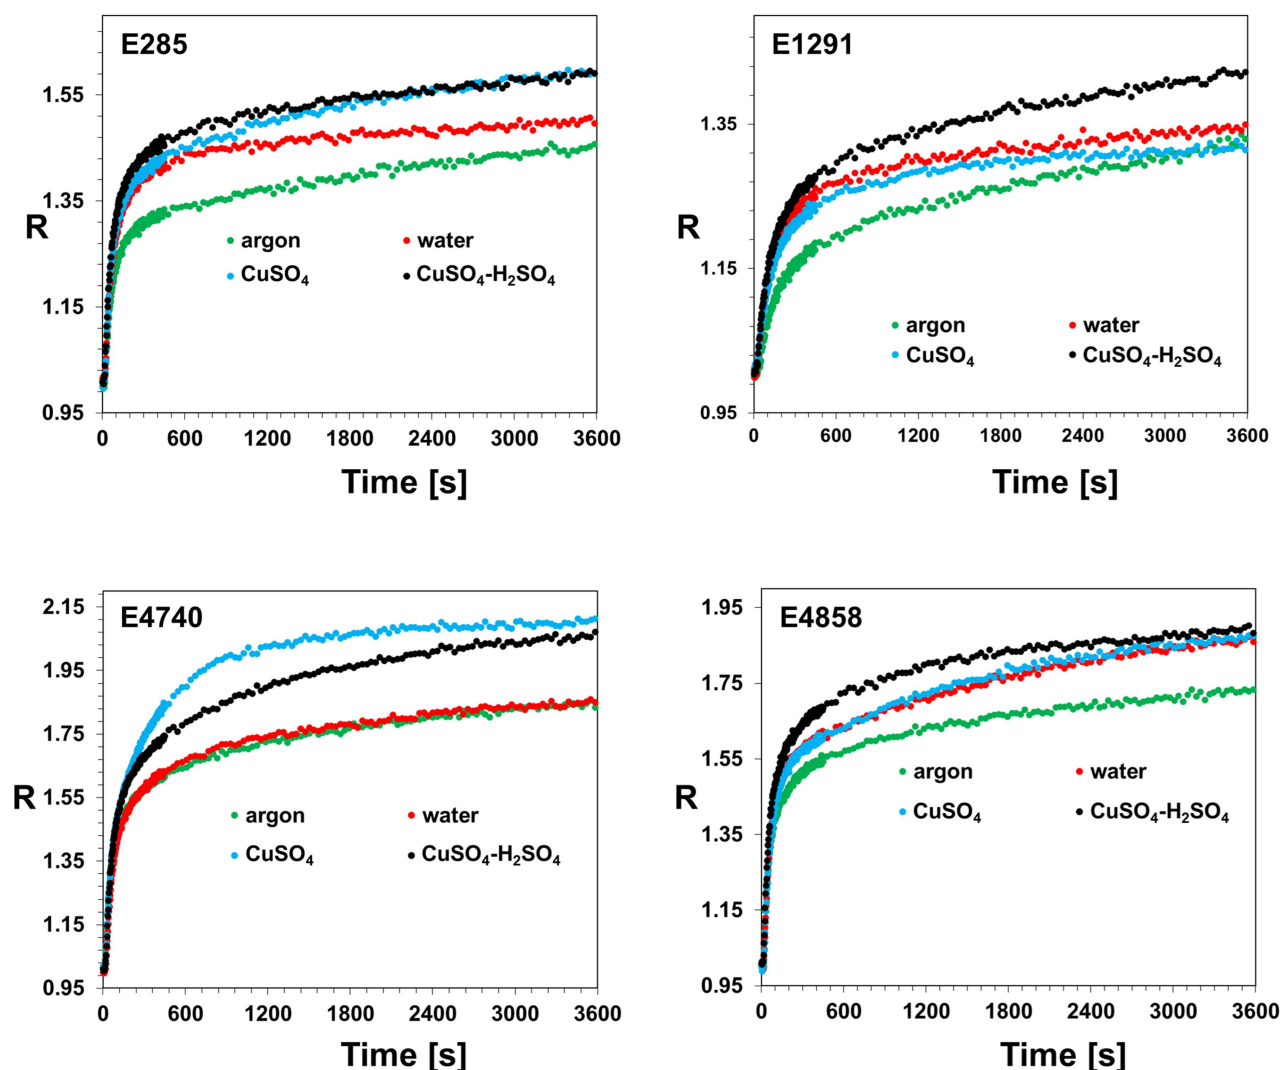 E285
1.55
1.35
1.15
0.95
R
argon
water
CuSO₄
CuSO₄-H₂SO₄
0 600 1200 1800 2400 3000 3600
Time [s]
E1291
1.35
1.15
0.95
R
argon
water
CuSO₄
CuSO₄-H₂SO₄
0 600 1200 1800 2400 3000 3600
Time [s]
E4740
2.15
1.95
1.75
1.55
1.35
1.15
0.95
R
argon
water
CuSO₄
CuSO₄-H₂SO₄
0 600 1200 1800 2400 3000 3600
Time [s]
E4858
1.95
1.75
1.55
1.35
1.15
0.95
R
argon
water
CuSO₄
CuSO₄-H₂SO₄
0 600 1200 1800 2400 3000 3600
Time [s]